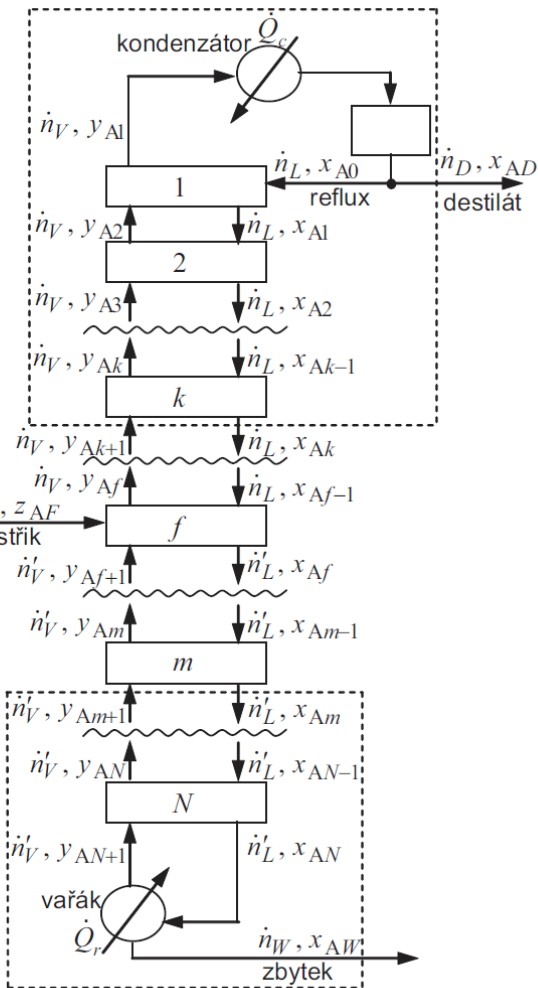 kondenzátor Q̇c
ṅV, yA1
ṅL, xA0
ṅD, xAD
1
reflux
destilát
ṅV, yA2
ṅL, xA1
2
ṅV, yA3
ṅL, xA2
ṅV, yAk
ṅL, xAk−1
k
ṅV, yAk+1
ṅL, xAk
ṅV, yAf
ṅL, xAf−1
, zAF
f
střik
ṅ′V, yAf+1
ṅ′L, xAf
ṅ′V, yAm
ṅ′L, xAm−1
m
ṅ′V, yAm+1
ṅ′L, xAm
ṅ′V, yAN
ṅ′L, xAN−1
N
ṅ′V, yAN+1
ṅ′L, xAN
vařák
Q̇r
ṅW, xAW
zbytek